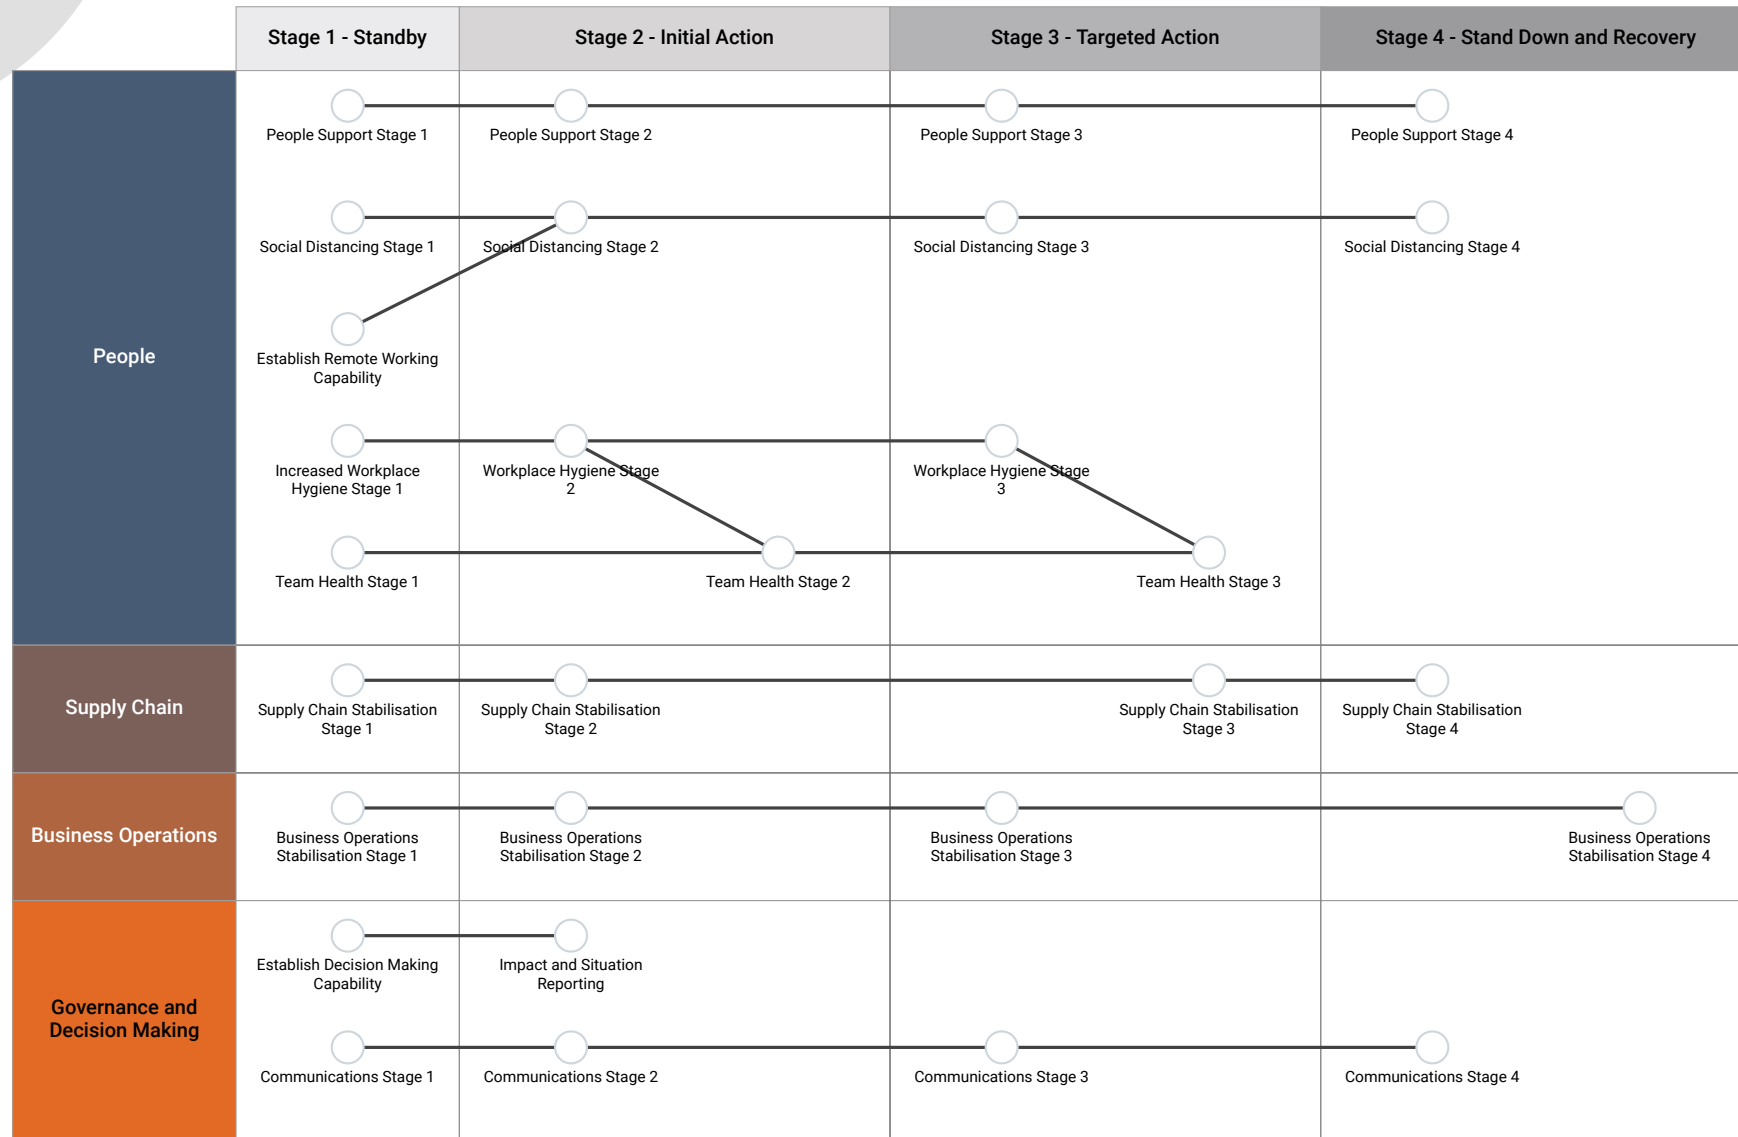 Stage 1 - Standby
Stage 2 - Initial Action
Stage 3 - Targeted Action
Stage 4 - Stand Down and Recovery
People
People Support Stage 1
People Support Stage 2
People Support Stage 3
People Support Stage 4
Social Distancing Stage 1
Social Distancing Stage 2
Social Distancing Stage 3
Social Distancing Stage 4
Establish Remote Working
Capability
Increased Workplace
Hygiene Stage 1
Workplace Hygiene Stage
2
Workplace Hygiene Stage
3
Team Health Stage 1
Team Health Stage 2
Team Health Stage 3
Supply Chain
Supply Chain Stabilisation
Stage 1
Supply Chain Stabilisation
Stage 2
Supply Chain Stabilisation
Stage 3
Supply Chain Stabilisation
Stage 4
Business Operations
Business Operations
Stabilisation Stage 1
Business Operations
Stabilisation Stage 2
Business Operations
Stabilisation Stage 3
Business Operations
Stabilisation Stage 4
Governance and
Decision Making
Establish Decision Making
Capability
Impact and Situation
Reporting
Communications Stage 1
Communications Stage 2
Communications Stage 3
Communications Stage 4